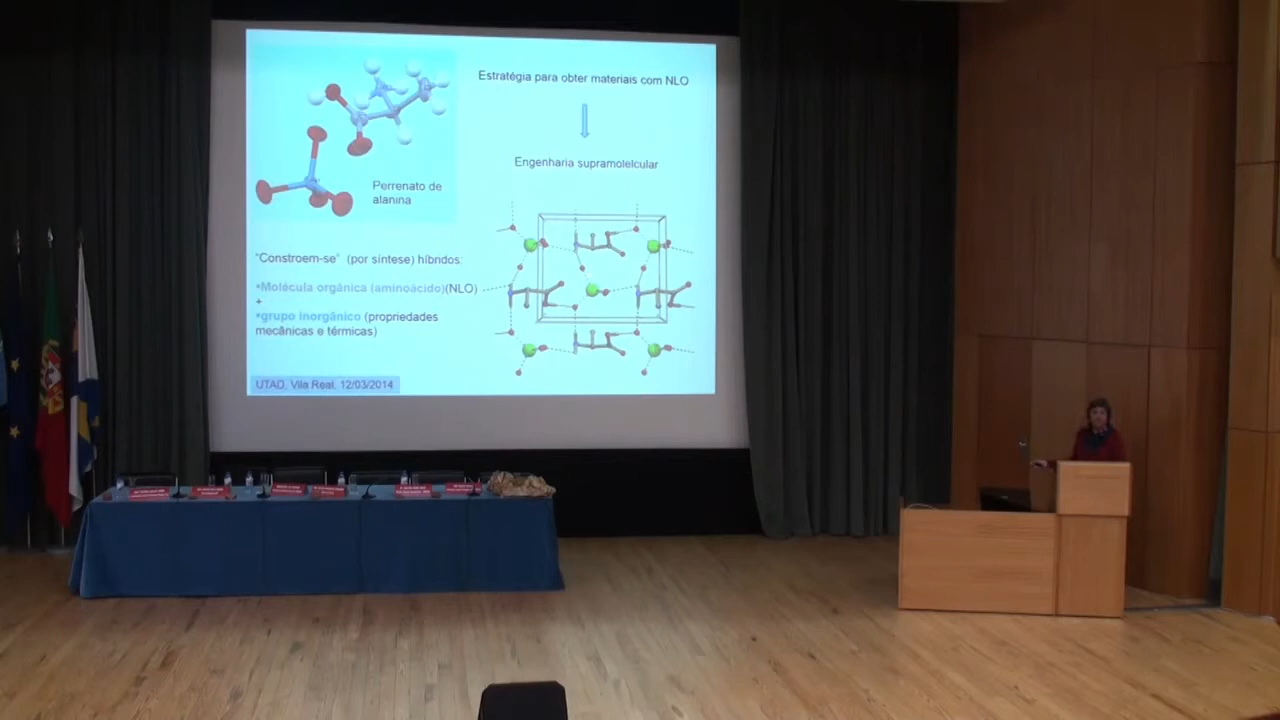 Estratégia para obter materiais com NLO
Engenharia supramolelcular
Perrenato de
alanina
"Constroem-se" (por síntese) híbridos:
•Molécula orgânica (aminoácido)(NLO)
+
•grupo inorgânico (propriedades
mecânicas e térmicas)
UTAD, Vila Real, 12/03/2014